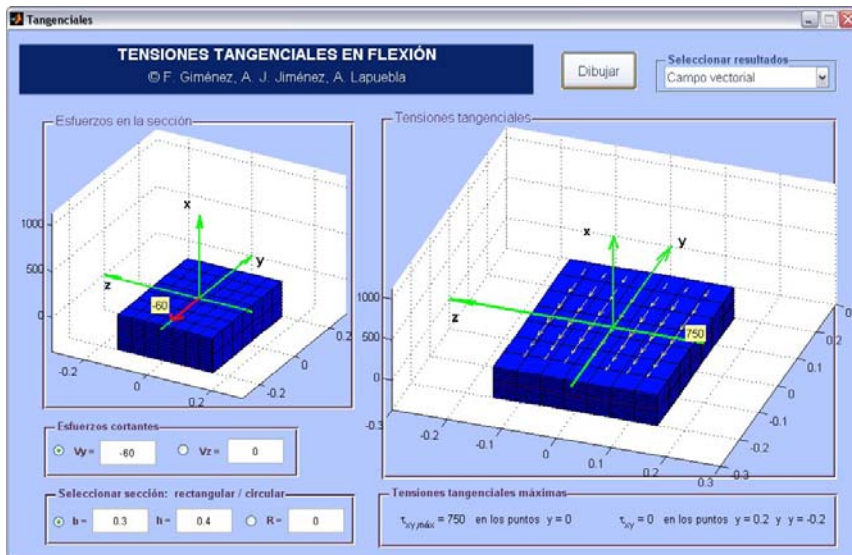 Tangenciales
TENSIONES TANGENCIALES EN FLEXIÓN
© F. Giménez, A. J. Jiménez, A. Lapuebla
Dibujar
Seleccionar resultados
Campo vectorial
Esfuerzos en la sección
x
y
z
-60
1000
500
0
-0.2
0
0.2
-0.2
0
0.2
Tensiones tangenciales
x
y
z
750
1000
500
0
-0.3
-0.2
-0.1
0
0.1
0.2
0.3
-0.3
-0.2
-0.1
0
0.1
0.2
Esfuerzos cortantes
Vy = -60 Vz = 0
Seleccionar sección: rectangular / circular
b = 0.3 h = 0.4 R = 0
Tensiones tangenciales máximas
τxy,máx = 750 en los puntos y = 0 τxy = 0 en los puntos y = 0.2 y y = -0.2